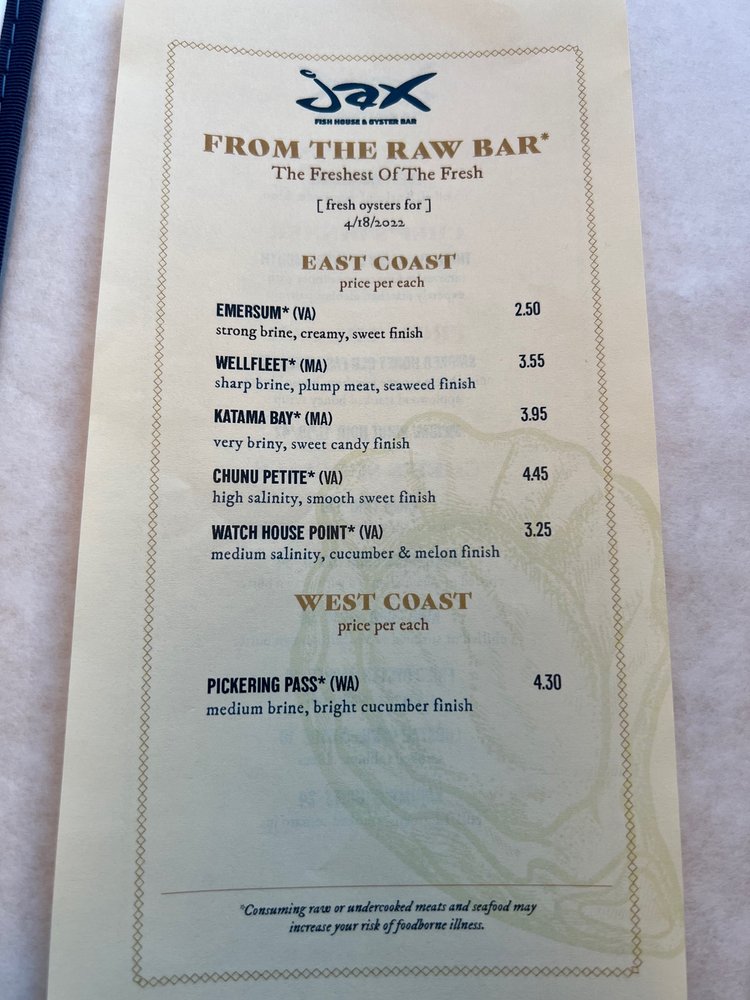 jax
FISH HOUSE & OYSTER BAR
FROM THE RAW BAR*
The Freshest Of The Fresh
[ fresh oysters for ]
4/18/2022
EAST COAST
price per each
EMERSUM* (VA) 2.50
strong brine, creamy, sweet finish
WELLFLEET* (MA) 3.55
sharp brine, plump meat, seaweed finish
KATAMA BAY* (MA) 3.95
very briny, sweet candy finish
CHUNU PETITE* (VA) 4.45
high salinity, smooth sweet finish
WATCH HOUSE POINT* (VA) 3.25
medium salinity, cucumber & melon finish
WEST COAST
price per each
PICKERING PASS* (WA) 4.30
medium brine, bright cucumber finish
*Consuming raw or undercooked meats and seafood may
increase your risk of foodborne illness.